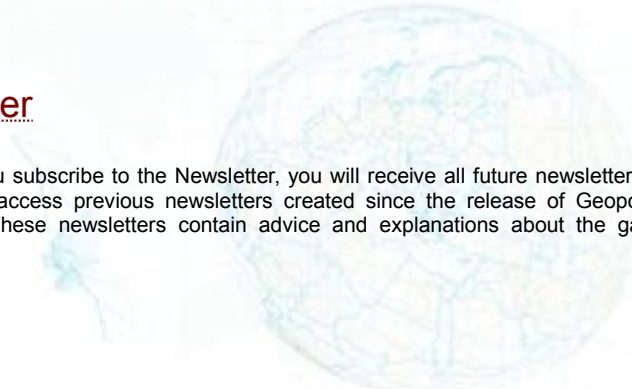 er
u subscribe to the Newsletter, you will receive all future newsletter
access previous newsletters created since the release of Geopo
hese newsletters contain advice and explanations about the ga